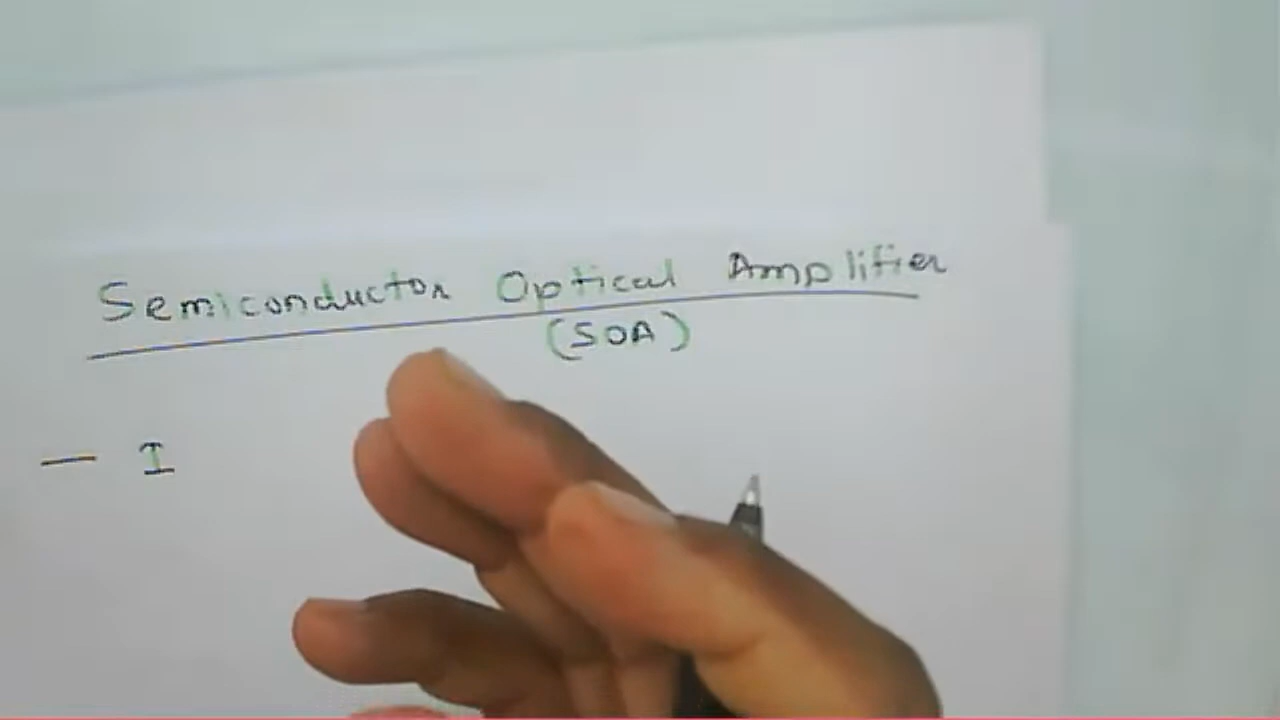 Semiconductor Optical Amplifier
(SOA)
— I